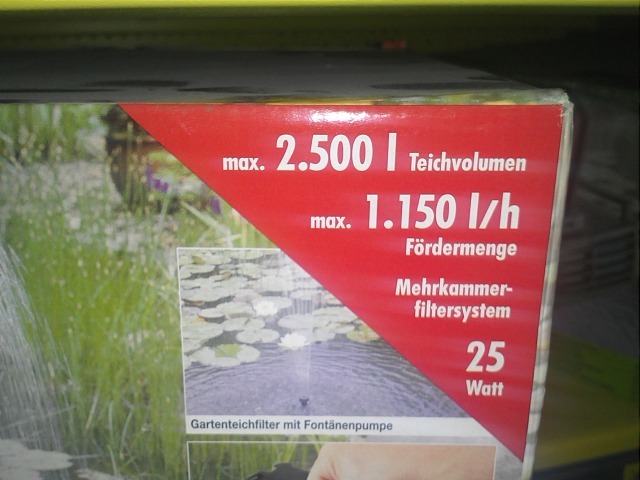 max. 2.500 l Teichvolumen
max. 1.150 l/h
Fördermenge
Mehrkammer-
filtersystem
25
Watt
Gartenteichfilter mit Fontänenpumpe